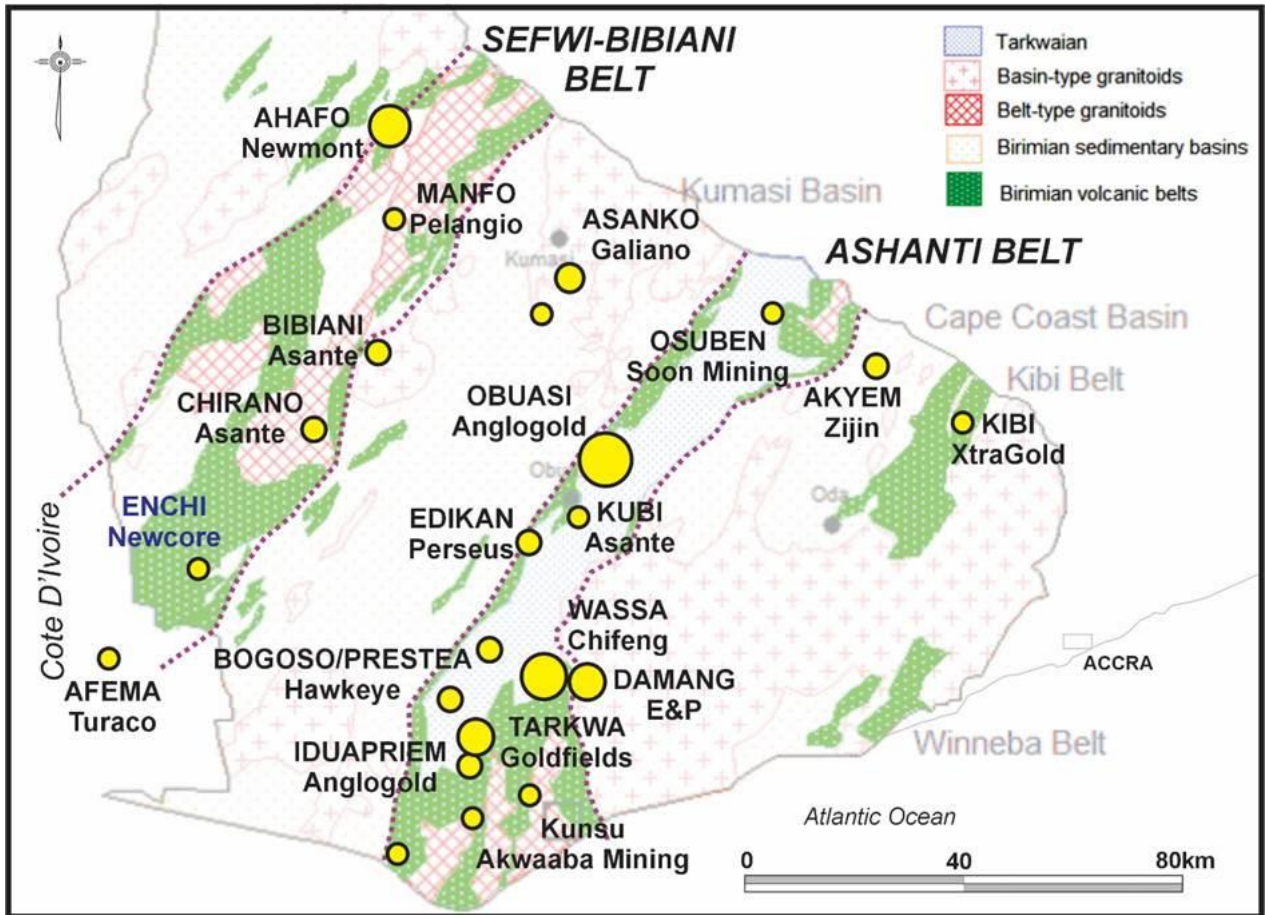 SEFWI-BIBIANI
BELT
Tarkwaian
Basin-type granitoids
Belt-type granitoids
Birimian sedimentary basins
Birimian volcanic belts
AHAFO
Newmont
MANFO
Pelangio
Kumasi Basin
ASANKO
Galiano
Kumasi
ASHANTI BELT
Cape Coast Basin
Kibi Belt
BIBIANI
Asante
OSUBEN
Soon Mining
CHIRANO
Asante
OBUASI
Anglogold
AKYEM
Zijin
KIBI
XtraGold
Obu
Oda
ENCHI
Newcore
EDIKAN
Perseus
KUBI
Asante
Cote D'Ivoire
WASSA
Chifeng
BOGOSO/PRESTEA
Hawkeye
DAMANG
E&P
ACCRA
AFEMA
Turaco
TARKWA
Goldfields
IDUAPRIEM
Anglogold
Winneba Belt
Kunsu
Akwaaba Mining
Atlantic Ocean
0 40 80km